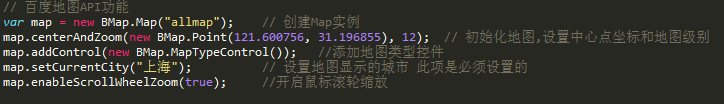 // 百度地图API功能
var map = new BMap.Map("allmap");    // 创建Map实例
map.centerAndZoom(new BMap.Point(121.600756, 31.196855), 12);  // 初始化地图,设置中心点坐标和地图级别
map.addControl(new BMap.MapTypeControl());   //添加地图类型控件
map.setCurrentCity("上海");          // 设置地图显示的城市 此项是必须设置的
map.enableScrollWheelZoom(true);     //开启鼠标滚轮缩放